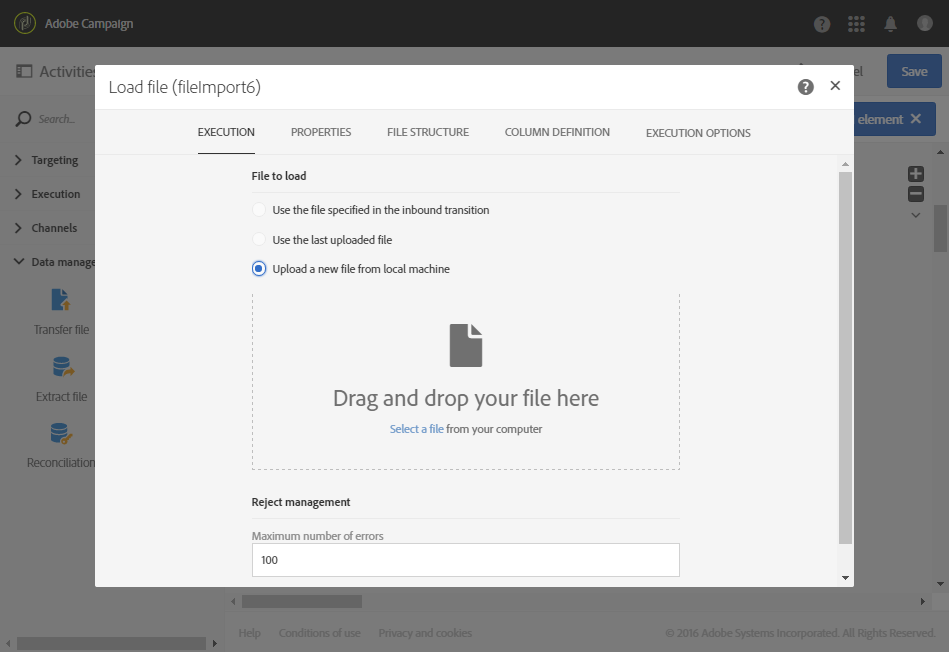 Adobe Campaign
Activities
el
Save
Load file (fileImport6)
Search...
element
EXECUTION
PROPERTIES
FILE STRUCTURE
COLUMN DEFINITION
EXECUTION OPTIONS
Targeting
Execution
Channels
Data manage
Transfer file
Extract file
Reconciliation
File to load
Use the file specified in the inbound transition
Use the last uploaded file
Upload a new file from local machine
Drag and drop your file here
Select a file from your computer
Reject management
Maximum number of errors
100
Help
Conditions of use
Privacy and cookies
© 2016 Adobe Systems Incorporated. All Rights Reserved.